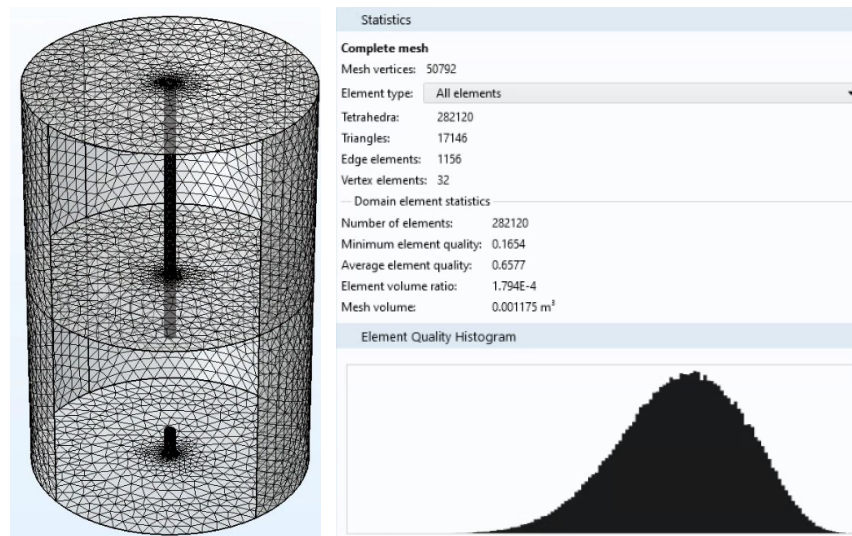 Statistics
Complete mesh
Mesh vertices: 50792
Element type: All elements
Tetrahedra: 282120
Triangles: 17146
Edge elements: 1156
Vertex elements: 32
Domain element statistics
Number of elements: 282120
Minimum element quality: 0.1654
Average element quality: 0.6577
Element volume ratio: 1.794E-4
Mesh volume: 0.001175 m³
Element Quality Histogram